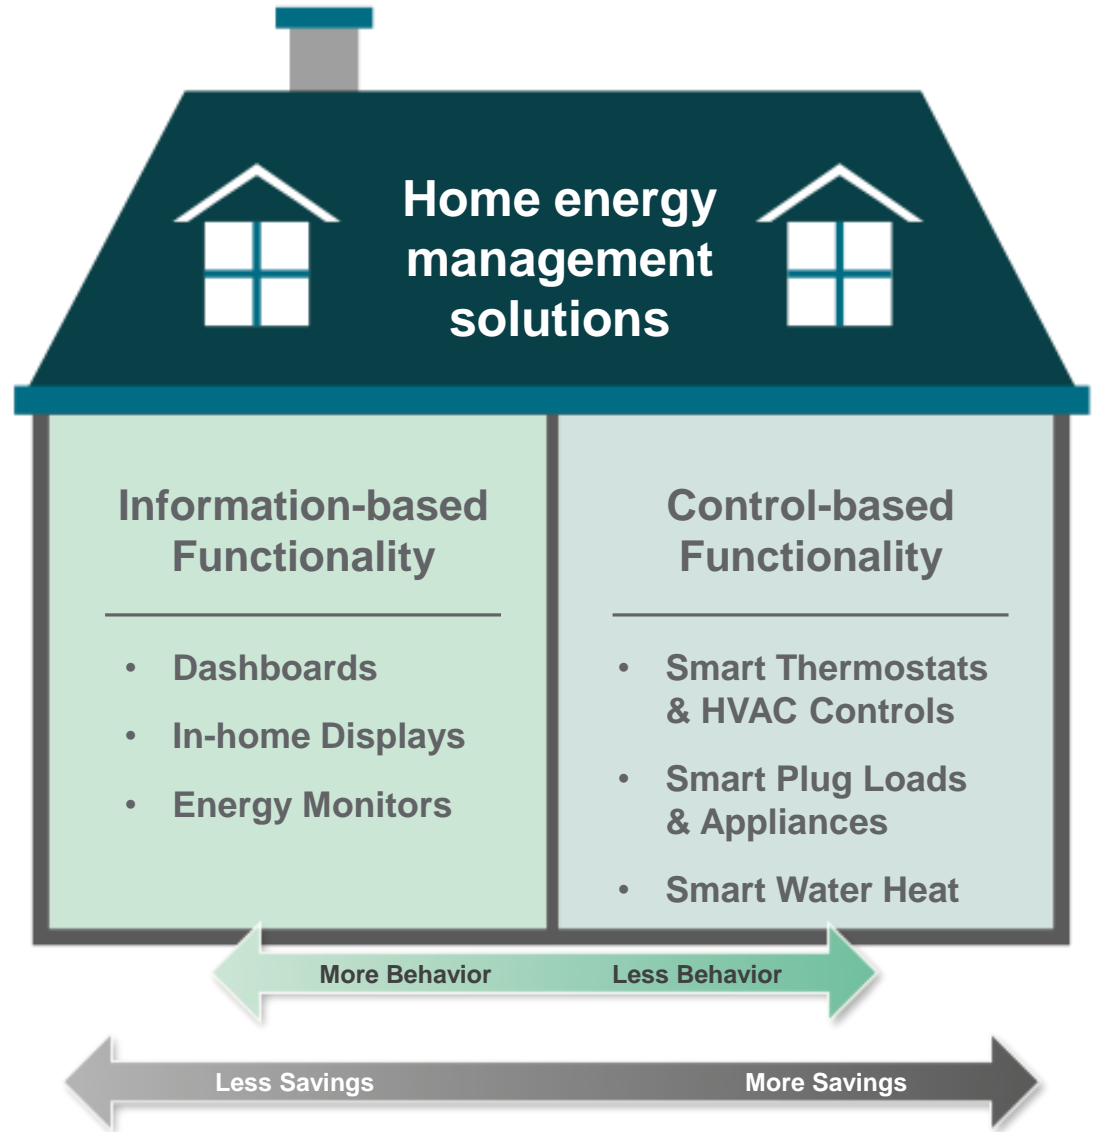 Home energy
management
solutions
Information-based
Functionality
• Dashboards
• In-home Displays
• Energy Monitors
Control-based
Functionality
• Smart Thermostats
& HVAC Controls
• Smart Plug Loads
& Appliances
• Smart Water Heat
More Behavior
Less Behavior
Less Savings
More Savings